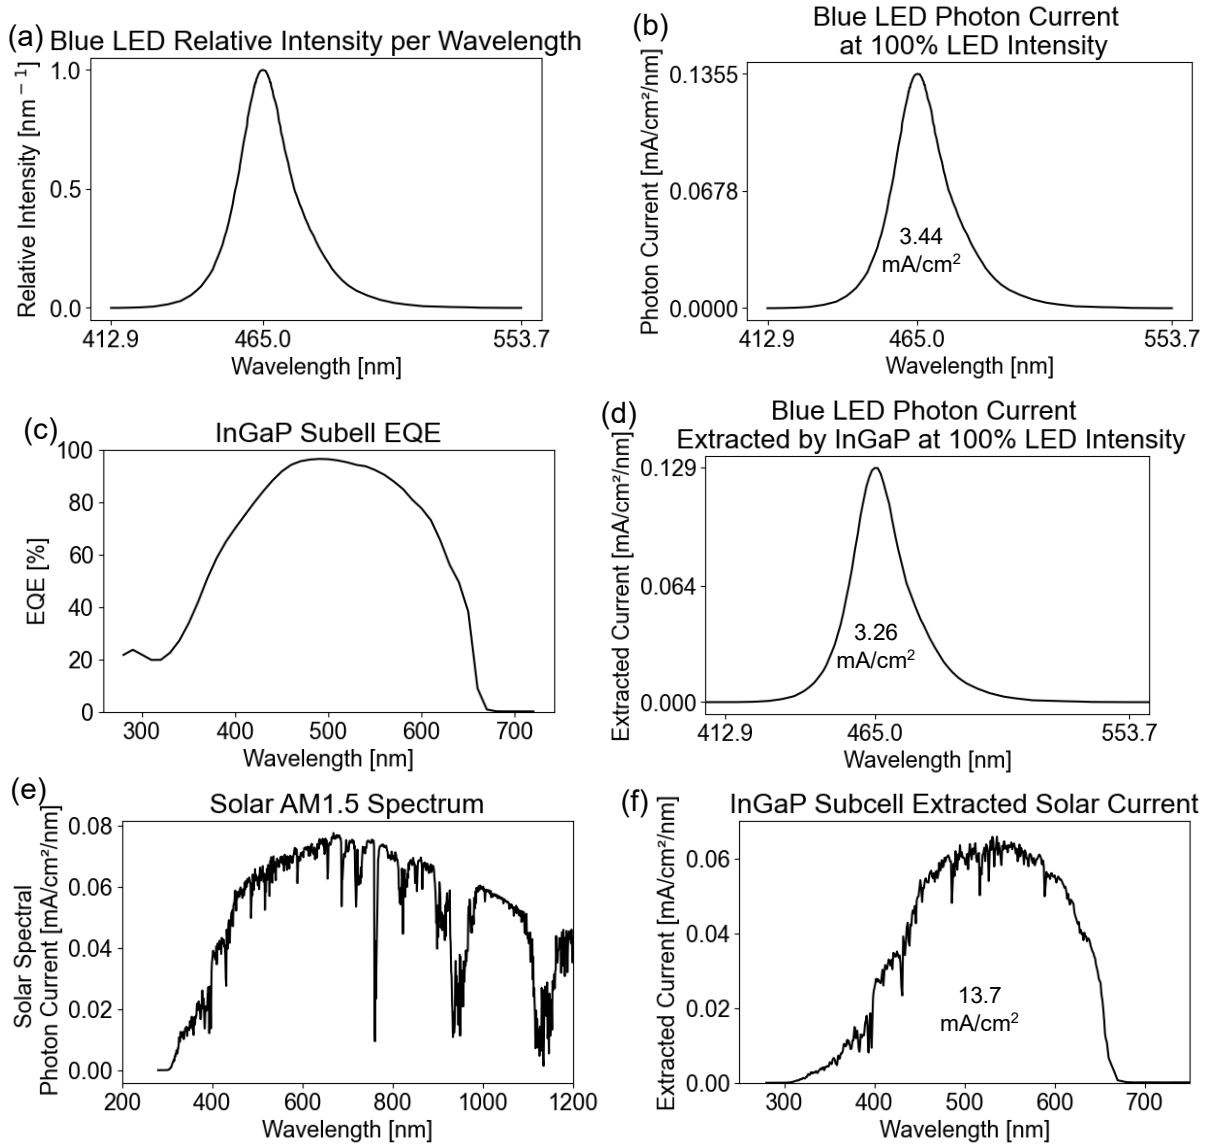 (a) Blue LED Relative Intensity per Wavelength
Relative Intensity [nm⁻¹]
1.0
0.5
0.0
412.9 465.0 553.7
Wavelength [nm]
(b) Blue LED Photon Current
at 100% LED Intensity
Photon Current [mA/cm²/nm]
0.1355
0.0678
0.0000
3.44
mA/cm²
412.9 465.0 553.7
Wavelength [nm]
(c) InGaP Subell EQE
EQE [%]
100
80
60
40
20
0
300 400 500 600 700
Wavelength [nm]
(d) Blue LED Photon Current
Extracted by InGaP at 100% LED Intensity
Extracted Current [mA/cm²/nm]
0.129
0.064
0.000
3.26
mA/cm²
412.9 465.0 553.7
Wavelength [nm]
(e) Solar AM1.5 Spectrum
Solar Spectral
Photon Current [mA/cm²/nm]
0.08
0.06
0.04
0.02
0.00
200 400 600 800 1000 1200
Wavelength [nm]
(f) InGaP Subcell Extracted Solar Current
Extracted Current [mA/cm²/nm]
0.06
0.04
0.02
0.00
13.7
mA/cm²
300 400 500 600 700
Wavelength [nm]